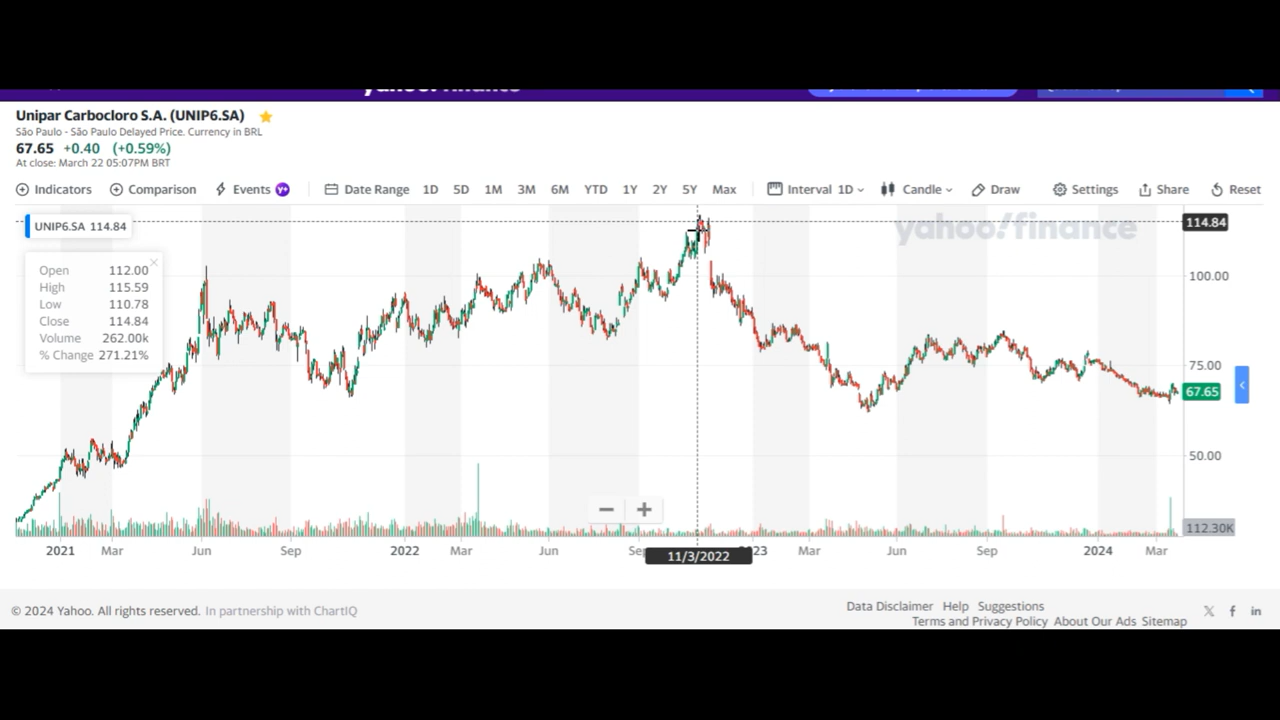 Unipar Carbocloro S.A. (UNIP6.SA)
São Paulo - São Paulo Delayed Price. Currency in BRL
67.65 +0.40 (+0.59%)
At close: March 22 05:07PM BRT
Indicators Comparison Events Y+ Date Range 1D 5D 1M 3M 6M YTD 1Y 2Y 5Y Max Interval 1D Candle Draw Settings Share Reset
UNIP6.SA 114.84
yahoo!finance
114.84
Open 112.00
High 115.59
Low 110.78
Close 114.84
Volume 262.00k
% Change 271.21%
100.00
75.00
67.65
50.00
112.30K
2021 Mar Jun Sep 2022 Mar Jun 11/3/2022 Mar Jun Sep 2024 Mar
© 2024 Yahoo. All rights reserved. In partnership with ChartIQ
Data Disclaimer Help Suggestions
Terms and Privacy Policy About Our Ads Sitemap